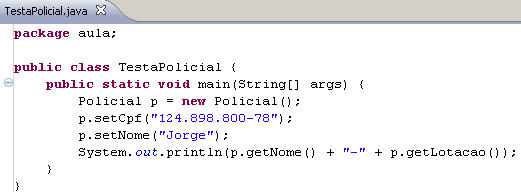 TestaPolicial.java
package aula;
public class TestaPolicial {
public static void main(String[] args) {
Policial p = new Policial();
p.setCpf("124.898.800-78");
p.setNome("Jorge");
System.out.println(p.getNome() + "-" + p.getLotacao());
}
}